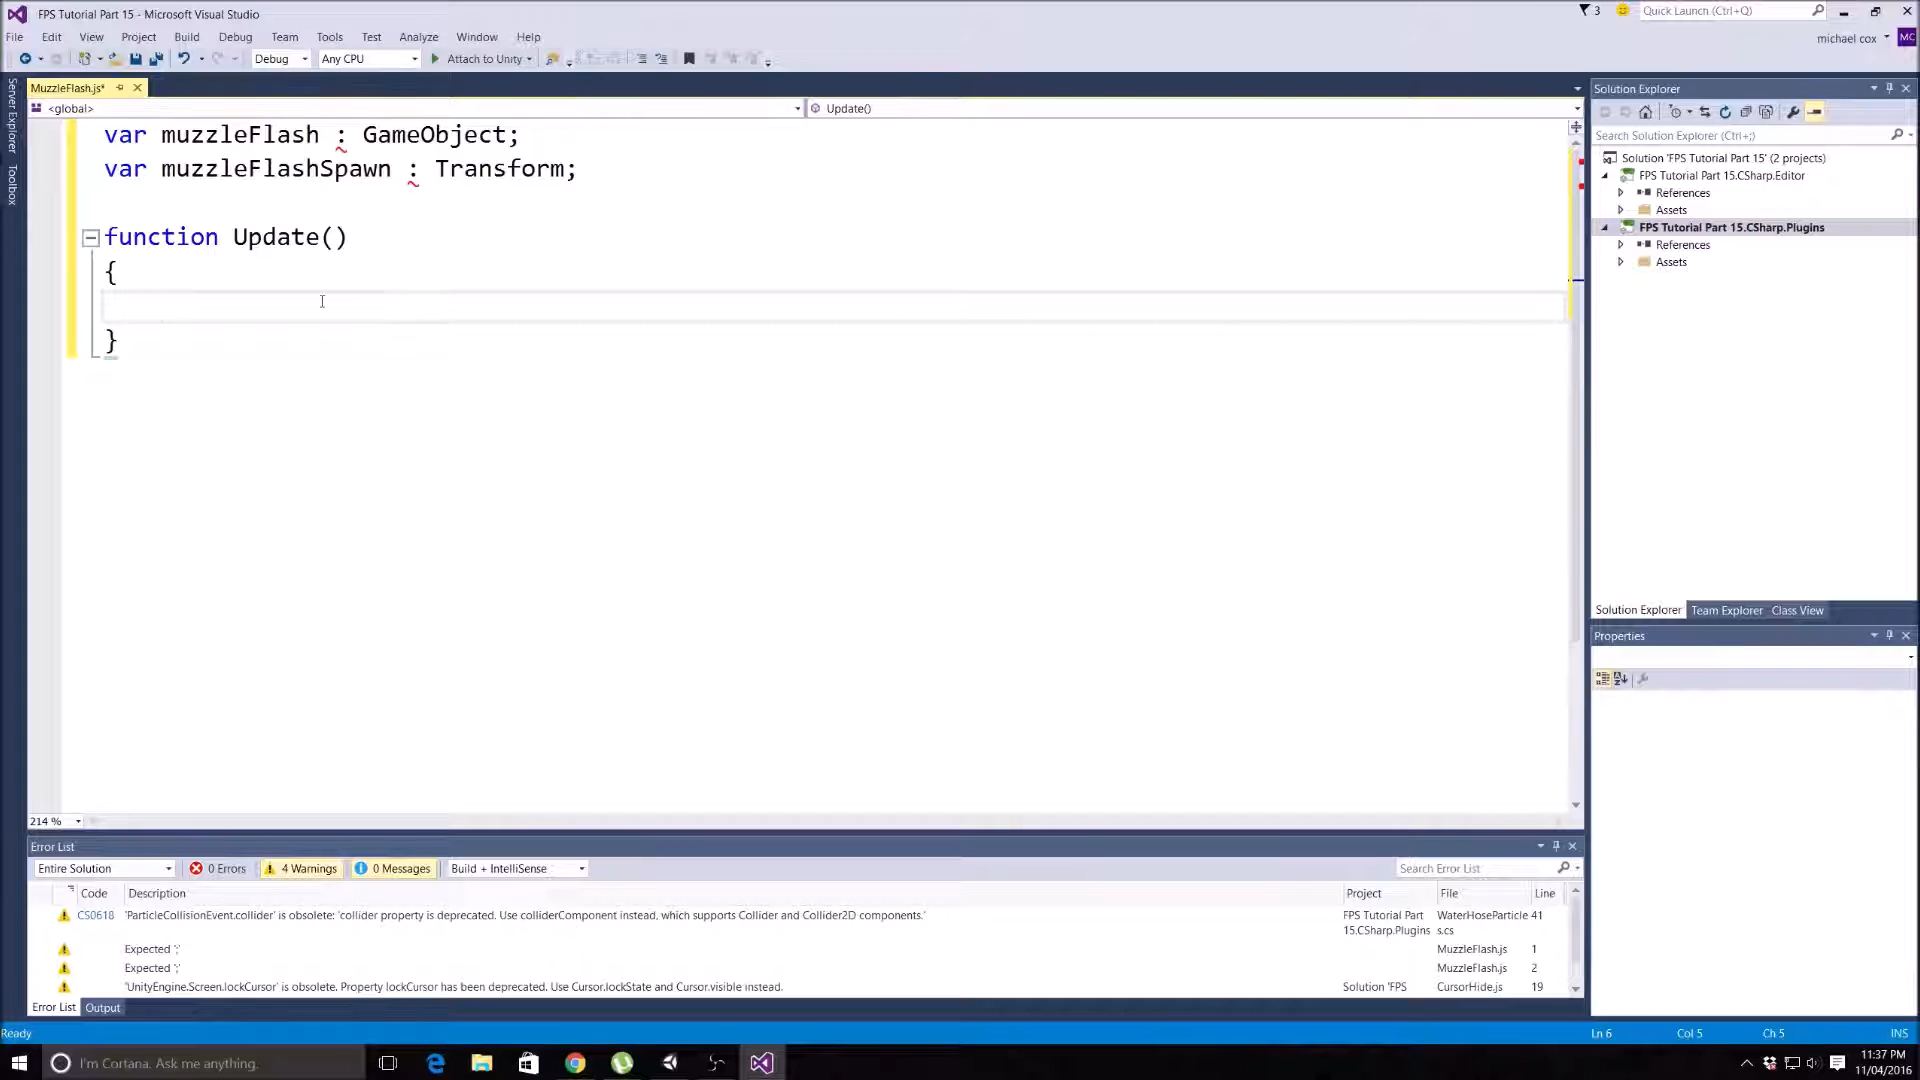 FPS Tutorial Part 15 - Microsoft Visual Studio
3
Quick Launch (Ctrl+Q)
File Edit View Project Build Debug Team Tools Test Analyze Window Help
michael cox
MC
Debug
Any CPU
Attach to Unity
Server Explorer
Toolbox
MuzzleFlash.js*
<global>
Update()
var muzzleFlash : GameObject;
var muzzleFlashSpawn : Transform;
function Update()
{
}
214 %
Solution Explorer
Search Solution Explorer (Ctrl+;)
Solution 'FPS Tutorial Part 15' (2 projects)
FPS Tutorial Part 15.CSharp.Editor
References
Assets
FPS Tutorial Part 15.CSharp.Plugins
References
Assets
Solution Explorer Team Explorer Class View
Properties
Error List
Entire Solution
0 Errors
4 Warnings
0 Messages
Build + IntelliSense
Search Error List
Code Description Project File Line
CS0618 'ParticleCollisionEvent.collider' is obsolete: 'collider property is deprecated. Use colliderComponent instead, which supports Collider and Collider2D components.' FPS Tutorial Part WaterHoseParticle 41
15.CSharp.Plugins s.cs
Expected ';' MuzzleFlash.js 1
Expected ';' MuzzleFlash.js 2
'UnityEngine.Screen.lockCursor' is obsolete. Property lockCursor has been deprecated. Use Cursor.lockState and Cursor.visible instead. Solution 'FPS CursorHide.js 19
Error List Output
Ready
Ln 6
Col 5
Ch 5
INS
I'm Cortana. Ask me anything.
11:37 PM
11/04/2016